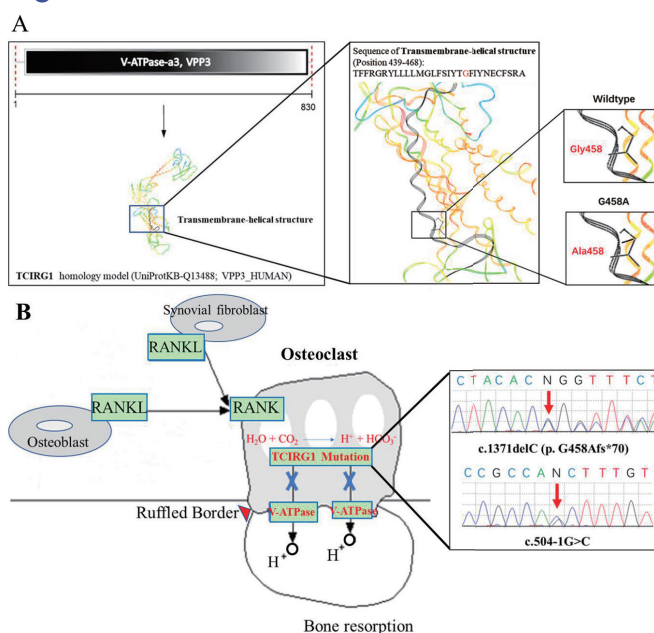 A
V-ATPase-a3, VPP3
1
830
Transmembrane-helical structure
TCIRG1 homology model (UniProtKB-Q13488; VPP3_HUMAN)
Sequence of Transmembrane-helical structure
(Position 439-468):
TFFRGRYLLLLMGLFSIYTGFIYNECFSRA
Wildtype
Gly458
G458A
Ala458
B
Synovial fibroblast
RANKL
Osteoclast
RANKL
RANK
Osteoblast
H₂O + CO₂ → H⁺ + HCO₃⁻
TCIRG1 Mutation
Ruffled Border
V-ATPase
V-ATPase
H⁺
H⁺
Bone resorption
C T A C A C N G G T T T C T
c.1371delC (p. G458Afs*70)
C C G C C A N C T T T G T
c.504-1G>C